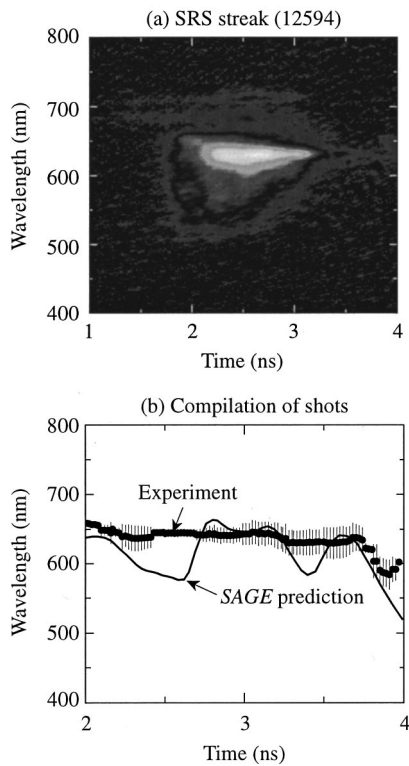 (a) SRS streak (12594)
800
700
600
500
400
Wavelength (nm)
1
2
3
4
Time (ns)
(b) Compilation of shots
800
700
600
500
400
Wavelength (nm)
Experiment
SAGE prediction
2
3
4
Time (ns)